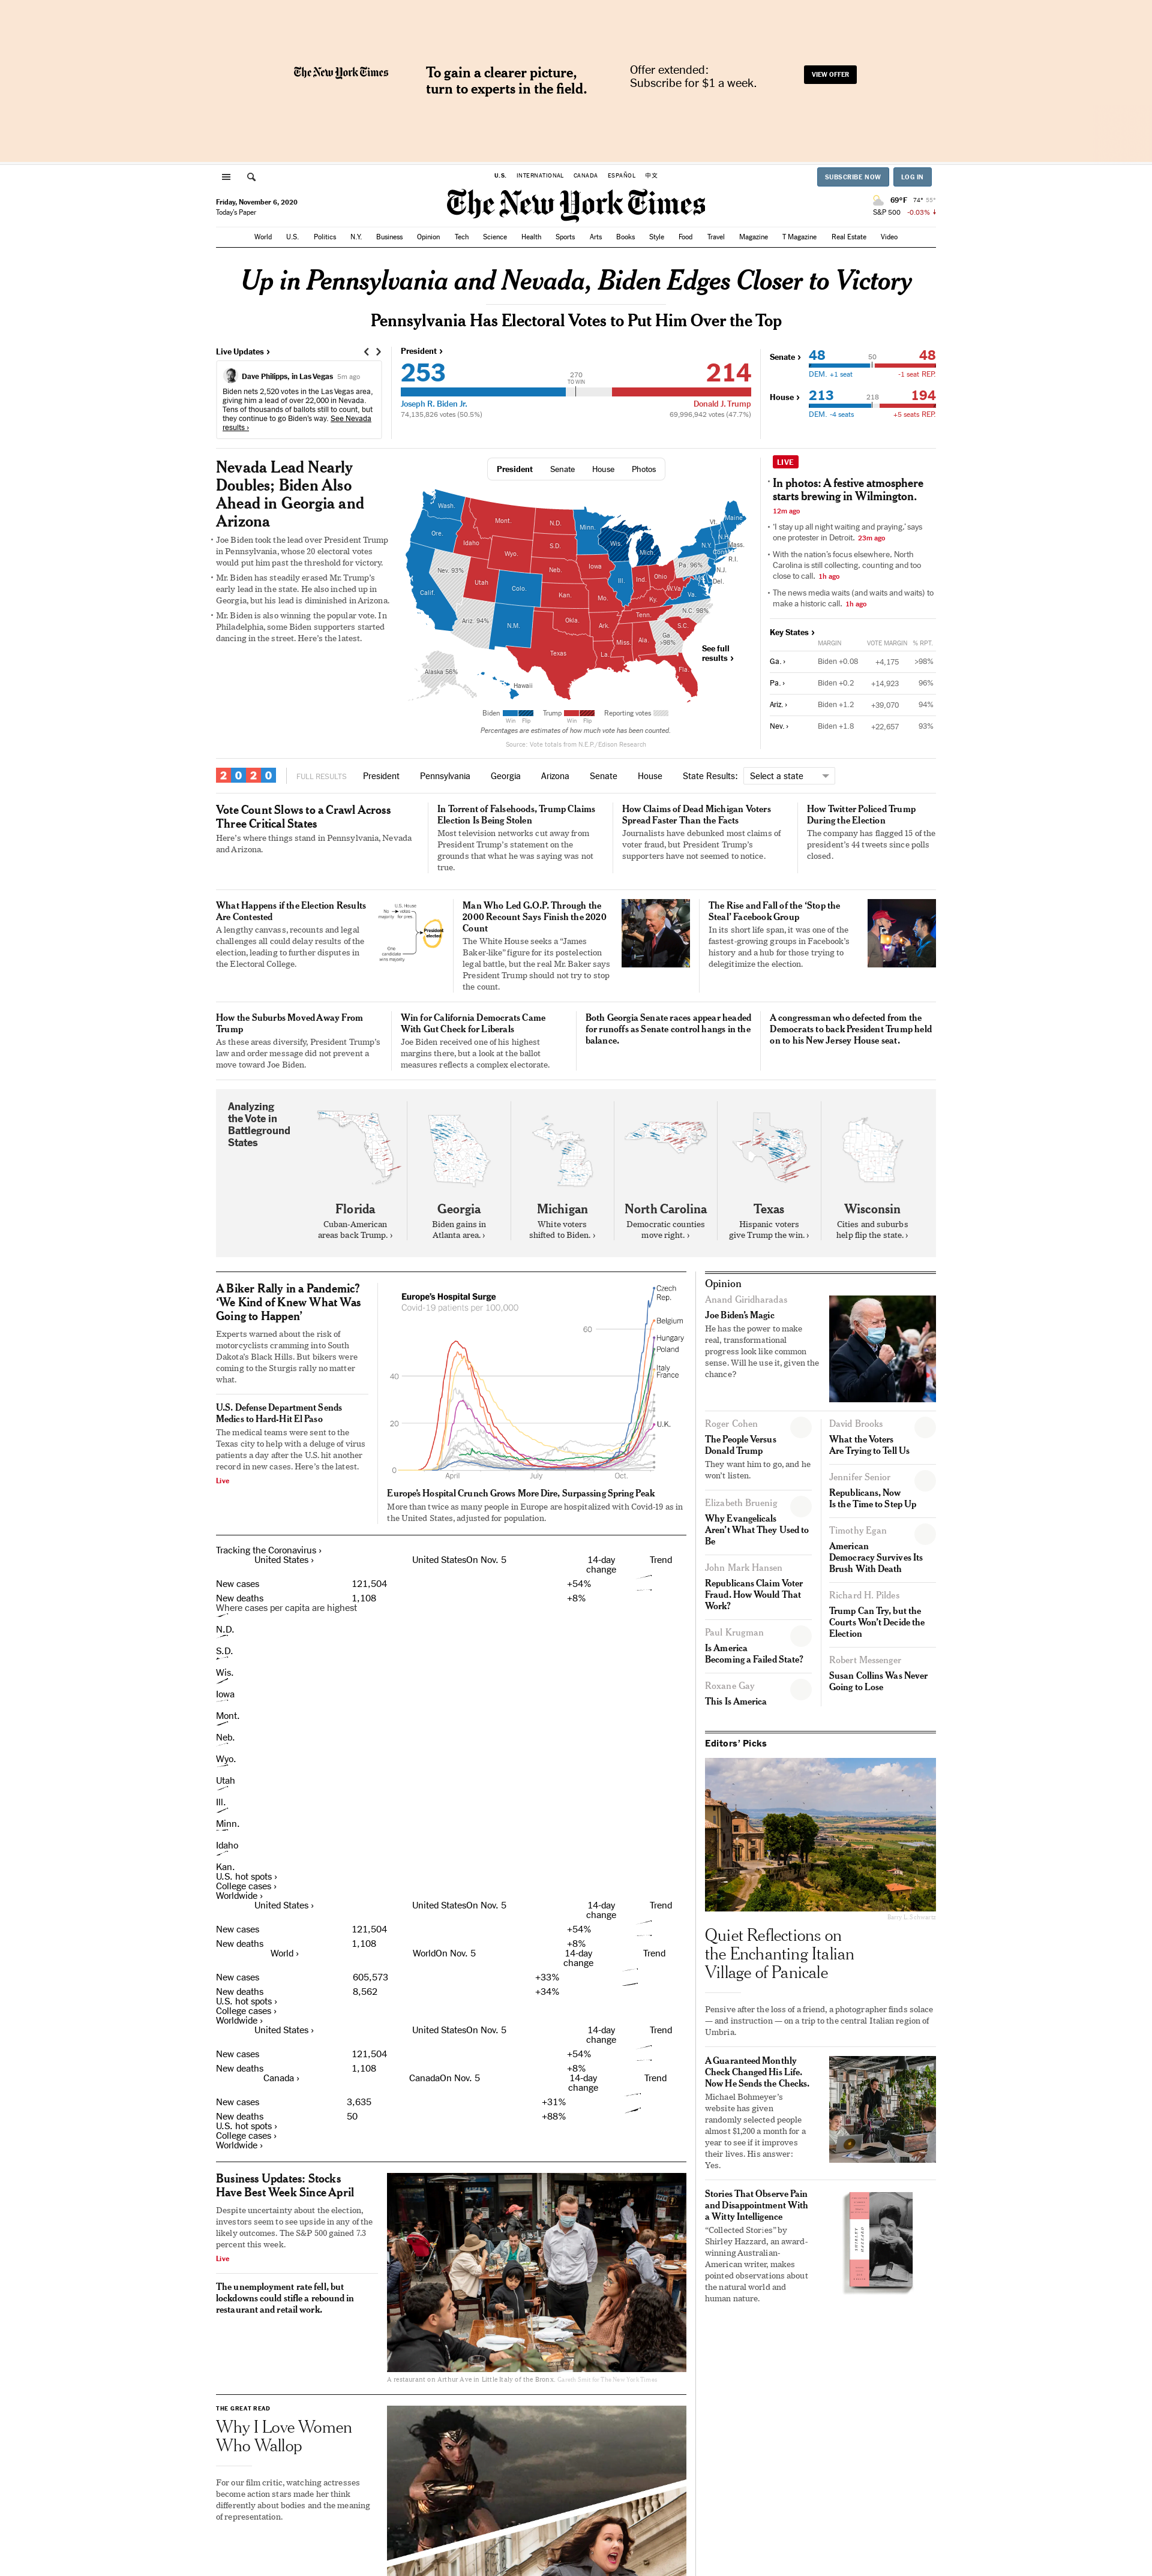 The New York Times
To gain a clearer picture,
turn to experts in the field.
Offer extended:
Subscribe for $1 a week.
VIEW OFFER
U.S.
INTERNATIONAL
CANADA
ESPAÑOL
中文
SUBSCRIBE NOW
LOG IN
Friday, November 6, 2020
Today's Paper
The New York Times
69°F 74° 55°
S&P 500 -0.03%
World U.S. Politics N.Y. Business Opinion Tech Science Health Sports Arts Books Style Food Travel Magazine T Magazine Real Estate Video
Up in Pennsylvania and Nevada, Biden Edges Closer to Victory
Pennsylvania Has Electoral Votes to Put Him Over the Top
Live Updates ›
Dave Philipps, in Las Vegas 5m ago
Biden nets 2,520 votes in the Las Vegas area,
giving him a lead of over 22,000 in Nevada.
Tens of thousands of ballots still to count, but
they continue to go Biden's way. See Nevada
results ›
President ›
253
270
TO WIN
214
Joseph R. Biden Jr.
Donald J. Trump
74,135,826 votes (50.5%)
69,996,942 votes (47.7%)
Senate ›
48 50 48
DEM. +1 seat
-1 seat REP.
House ›
213 218 194
DEM. -4 seats
+5 seats REP.
Nevada Lead Nearly
Doubles; Biden Also
Ahead in Georgia and
Arizona
Joe Biden took the lead over President Trump
in Pennsylvania, whose 20 electoral votes
would put him past the threshold for victory.
Mr. Biden has steadily erased Mr. Trump's
early lead in the state. He also inched up in
Georgia, but his lead is diminished in Arizona.
Mr. Biden is also winning the popular vote. In
Philadelphia, some Biden supporters started
dancing in the street. Here's the latest.
President Senate House Photos
Wash.
Ore.
Calif.
Idaho
Nev. 93%
Utah
Ariz. 94%
Mont.
Wyo.
Colo.
N.M.
N.D.
S.D.
Neb.
Kan.
Okla.
Texas
Minn.
Iowa
Mo.
Ark.
La.
Wis.
Ill.
Mich.
Ind.
Ohio
Ky.
Tenn.
Miss.
Ala.
Ga.
>98%
Fla.
S.C.
N.C. 98%
Va.
W.Va.
Pa. 96%
N.Y.
Vt.
N.H.
Maine
Mass.
Conn.
R.I.
N.J.
Del.
Alaska 56%
Hawaii
See full
results ›
Biden
Win Flip
Trump
Win Flip
Reporting votes
Percentages are estimates of how much vote has been counted.
Source: Vote totals from N.E.P./Edison Research
LIVE
In photos: A festive atmosphere
starts brewing in Wilmington.
12m ago
'I stay up all night waiting and praying,' says
one protester in Detroit. 23m ago
With the nation's focus elsewhere, North
Carolina is still collecting, counting and too
close to call. 1h ago
The news media waits (and waits and waits) to
make a historic call. 1h ago
Key States ›
MARGIN VOTE MARGIN % RPT.
Ga. › Biden +0.08 +4,175 >98%
Pa. › Biden +0.2 +14,923 96%
Ariz. › Biden +1.2 +39,070 94%
Nev. › Biden +1.8 +22,657 93%
2020
FULL RESULTS President Pennsylvania Georgia Arizona Senate House State Results: Select a state
Vote Count Slows to a Crawl Across
Three Critical States
Here's where things stand in Pennsylvania, Nevada
and Arizona.
In Torrent of Falsehoods, Trump Claims
Election Is Being Stolen
Most television networks cut away from
President Trump's statement on the
grounds that what he was saying was not
true.
How Claims of Dead Michigan Voters
Spread Faster Than the Facts
Journalists have debunked most claims of
voter fraud, but President Trump's
supporters have not seemed to notice.
How Twitter Policed Trump
During the Election
The company has flagged 15 of the
president's 44 tweets since polls
closed.
What Happens if the Election Results
Are Contested
A lengthy canvass, recounts and legal
challenges all could delay results of the
election, leading to further disputes in
the Electoral College.
U.S. House
No
majority
votes
for pres.
President
elected
One
candidate
wins majority
Man Who Led G.O.P. Through the
2000 Recount Says Finish the 2020
Count
The White House seeks a "James
Baker-like" figure for its postelection
legal battle, but the real Mr. Baker says
President Trump should not try to stop
the count.
The Rise and Fall of the 'Stop the
Steal' Facebook Group
In its short life span, it was one of the
fastest-growing groups in Facebook's
history and a hub for those trying to
delegitimize the election.
How the Suburbs Moved Away From
Trump
As these areas diversify, President Trump's
law and order message did not prevent a
move toward Joe Biden.
Win for California Democrats Came
With Gut Check for Liberals
Joe Biden received one of his highest
margins there, but a look at the ballot
measures reflects a complex electorate.
Both Georgia Senate races appear headed
for runoffs as Senate control hangs in the
balance.
A congressman who defected from the
Democrats to back President Trump held
on to his New Jersey House seat.
Analyzing
the Vote in
Battleground
States
Florida
Cuban-American
areas back Trump. ›
Georgia
Biden gains in
Atlanta area. ›
Michigan
White voters
shifted to Biden. ›
North Carolina
Democratic counties
move right. ›
Texas
Hispanic voters
give Trump the win. ›
Wisconsin
Cities and suburbs
help flip the state. ›
A Biker Rally in a Pandemic?
'We Kind of Knew What Was
Going to Happen'
Experts warned about the risk of
motorcyclists cramming into South
Dakota's Black Hills. But bikers were
coming to the Sturgis rally no matter
what.
U.S. Defense Department Sends
Medics to Hard-Hit El Paso
The medical teams were sent to the
Texas city to help with a deluge of virus
patients a day after the U.S. hit another
record in new cases. Here's the latest.
Live
Europe's Hospital Surge
Covid-19 patients per 100,000
60
40
20
0
April
July
Oct.
Czech
Rep.
Belgium
Hungary
Poland
Italy
France
U.K.
Europe's Hospital Crunch Grows More Dire, Surpassing Spring Peak
More than twice as many people in Europe are hospitalized with Covid-19 as in
the United States, adjusted for population.
Tracking the Coronavirus ›
United States › United StatesOn Nov. 5 14-day
change Trend
New cases 121,504 +54%
New deaths 1,108 +8%
Where cases per capita are highest
N.D.
S.D.
Wis.
Iowa
Mont.
Neb.
Wyo.
Utah
Ill.
Minn.
Idaho
Kan.
U.S. hot spots ›
College cases ›
Worldwide ›
United States › United StatesOn Nov. 5 14-day
change Trend
New cases 121,504 +54%
New deaths 1,108 +8%
World › WorldOn Nov. 5 14-day
change Trend
New cases 605,573 +33%
New deaths 8,562 +34%
U.S. hot spots ›
College cases ›
Worldwide ›
United States › United StatesOn Nov. 5 14-day
change Trend
New cases 121,504 +54%
New deaths 1,108 +8%
Canada › CanadaOn Nov. 5 14-day
change Trend
New cases 3,635 +31%
New deaths 50 +88%
U.S. hot spots ›
College cases ›
Worldwide ›
Business Updates: Stocks
Have Best Week Since April
Despite uncertainty about the election,
investors seem to see upside in any of the
likely outcomes. The S&P 500 gained 7.3
percent this week.
Live
The unemployment rate fell, but
lockdowns could stifle a rebound in
restaurant and retail work.
A restaurant on Arthur Ave in Little Italy of the Bronx.
THE GREAT READ
Why I Love Women
Who Wallop
For our film critic, watching actresses
become action stars made her think
differently about bodies and the meaning
of representation.
Opinion
Anand Giridharadas
Joe Biden's Magic
He has the power to make
real, transformational
progress look like common
sense. Will he use it, given the
chance?
Roger Cohen
The People Versus
Donald Trump
They want him to go, and he
won't listen.
Elizabeth Bruenig
Why Evangelicals
Aren't What They Used to
Be
John Mark Hansen
Republicans Claim Voter
Fraud. How Would That
Work?
Paul Krugman
Is America
Becoming a Failed State?
Roxane Gay
This Is America
David Brooks
What the Voters
Are Trying to Tell Us
Jennifer Senior
Republicans, Now
Is the Time to Step Up
Timothy Egan
American
Democracy Survives Its
Brush With Death
Richard H. Pildes
Trump Can Try, but the
Courts Won't Decide the
Election
Robert Messenger
Susan Collins Was Never
Going to Lose
Editors' Picks
Quiet Reflections on
the Enchanting Italian
Village of Panicale
Pensive after the loss of a friend, a photographer finds solace
— and instruction — on a trip to the central Italian region of
Umbria.
A Guaranteed Monthly
Check Changed His Life.
Now He Sends the Checks.
Michael Bohmeyer's
website has given
randomly selected people
almost $1,200 a month for a
year to see if it improves
their lives. His answer:
Yes.
Stories That Observe Pain
and Disappointment With
a Witty Intelligence
"Collected Stories" by
Shirley Hazzard, an award-
winning Australian-
American writer, makes
pointed observations about
the natural world and
human nature.
SHIRLEY
HAZZARD